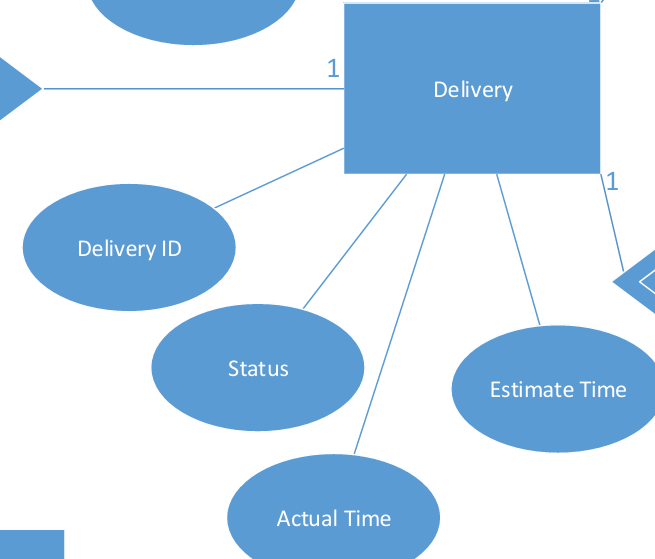 1
Delivery
1
Delivery ID
Status
Estimate Time
Actual Time